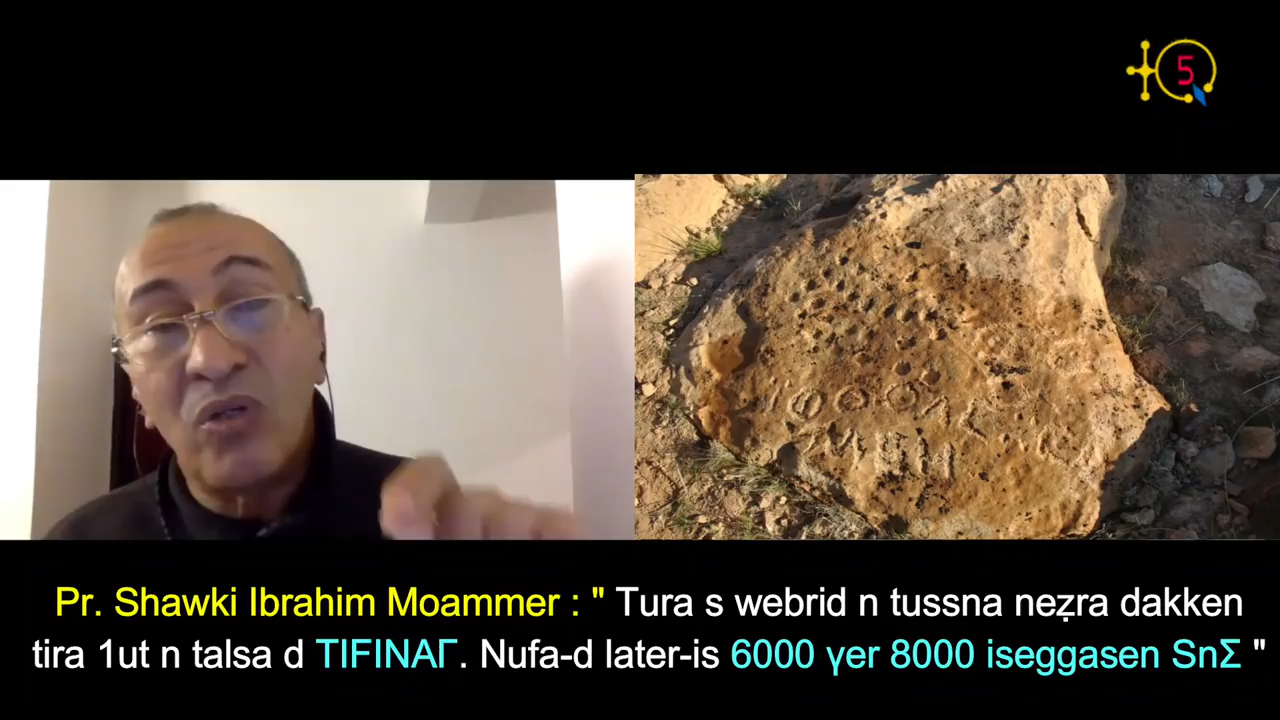 5
Pr. Shawki Ibrahim Moammer : " Tura s webrid n tussna neẓra dakken
tira 1ut n talsa d TIFINAΓ. Nufa-d later-is 6000 γer 8000 iseggasen SnΣ "